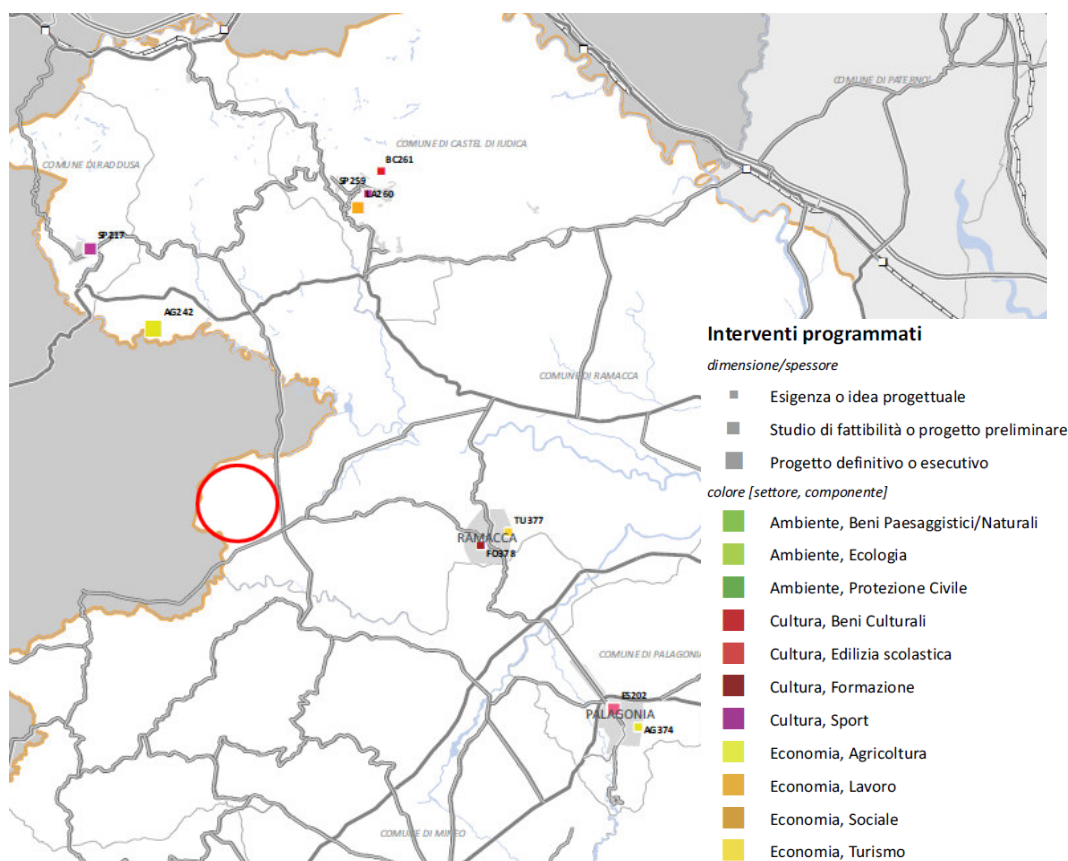 COMUNE DI PATERNO'
COMUNE DI CASTEL DI IUDICA
COMUNE DI RADDUSA
BC261
SP259
LA260
SP217
AG242
COMUNE DI RAMACCA
TU377
RAMACCA
FO378
COMUNE DI PALAGONIA
ES202
PALAGONIA
AG374
COMUNE DI MINEO
Interventi programmati
dimensione/spessore
Esigenza o idea progettuale
Studio di fattibilità o progetto preliminare
Progetto definitivo o esecutivo
colore [settore, componente]
Ambiente, Beni Paesaggistici/Naturali
Ambiente, Ecologia
Ambiente, Protezione Civile
Cultura, Beni Culturali
Cultura, Edilizia scolastica
Cultura, Formazione
Cultura, Sport
Economia, Agricoltura
Economia, Lavoro
Economia, Sociale
Economia, Turismo